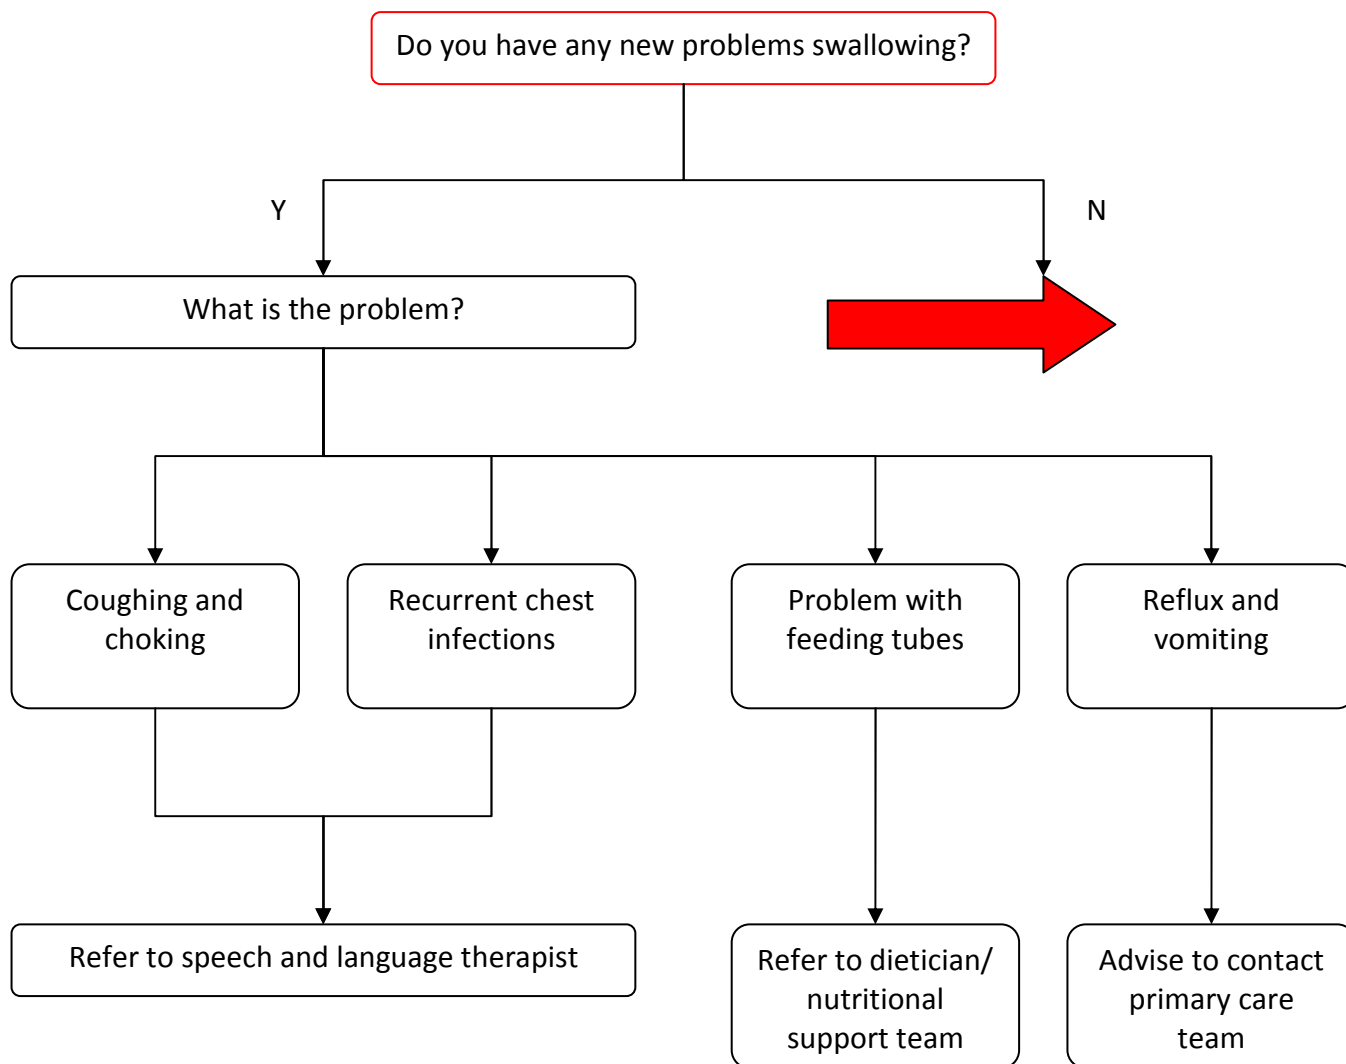 Do you have any new problems swallowing?
Y
N
What is the problem?
Coughing and
choking
Recurrent chest
infections
Problem with
feeding tubes
Reflux and
vomiting
Refer to speech and language therapist
Refer to dietician/
nutritional
support team
Advise to contact
primary care
team